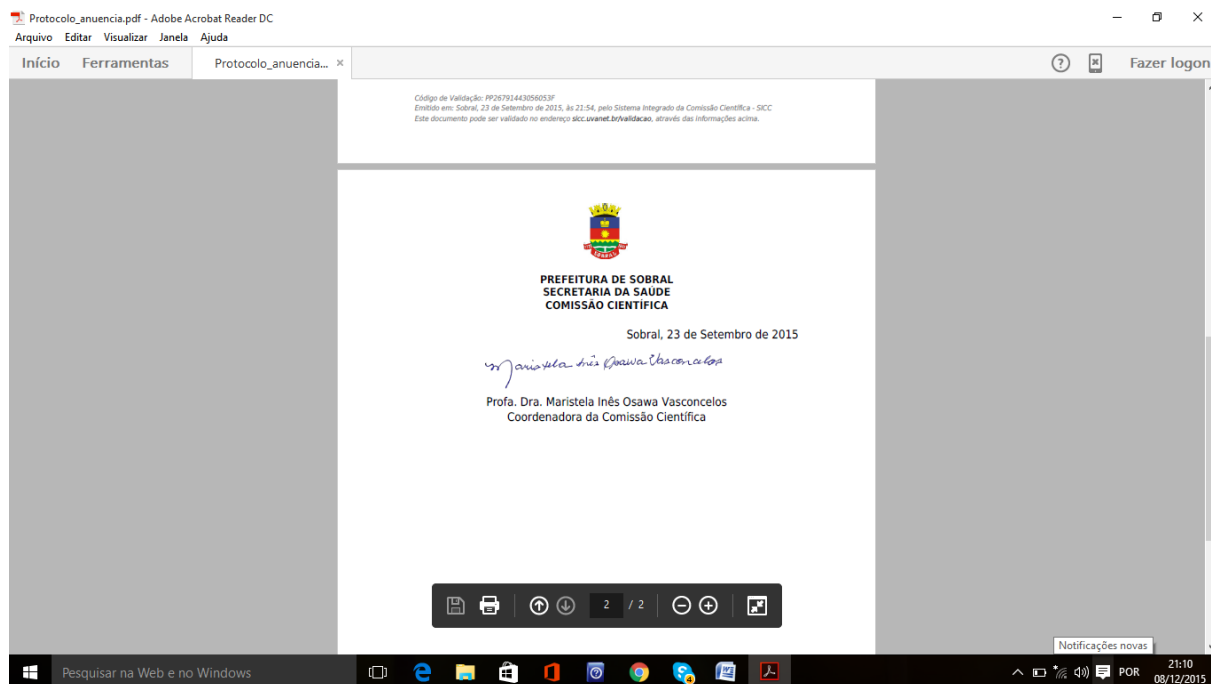 Protocolo_anuencia.pdf - Adobe Acrobat Reader DC
Arquivo Editar Visualizar Janela Ajuda
Início Ferramentas Protocolo_anuencia... × Fazer logon
Código de Validação: PP26791443056053F
Emitido em: Sobral, 23 de Setembro de 2015, às 21:54, pelo Sistema Integrado da Comissão Científica - SICC
Este documento pode ser validado no endereço sicc.uvanet.br/validacao, através das informações acima.
SOBRAL
PREFEITURA DE SOBRAL
SECRETARIA DA SAÚDE
COMISSÃO CIENTÍFICA
Sobral, 23 de Setembro de 2015
Maristela Inês Osawa Vasconcelos
Profa. Dra. Maristela Inês Osawa Vasconcelos
Coordenadora da Comissão Científica
2 / 2
Notificações novas
Pesquisar na Web e no Windows
POR
21:10
08/12/2015